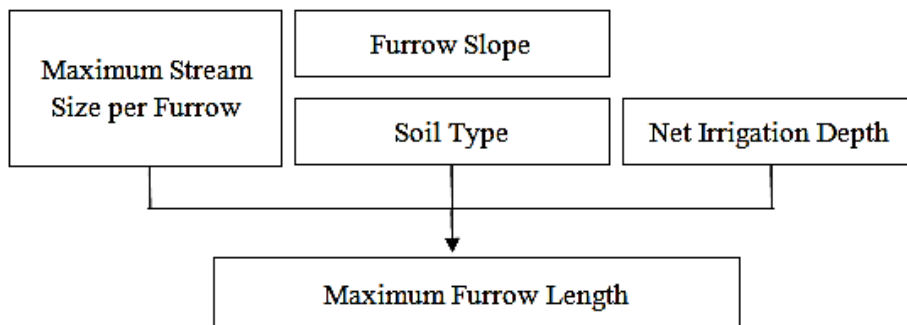 Maximum Stream
Size per Furrow
Furrow Slope
Soil Type
Net Irrigation Depth
Maximum Furrow Length